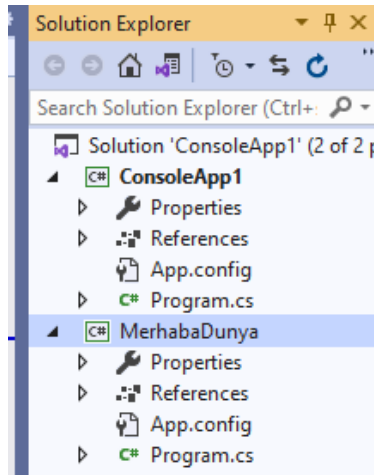 Solution Explorer
Search Solution Explorer (Ctrl+
Solution 'ConsoleApp1' (2 of 2
C# ConsoleApp1
Properties
References
App.config
C# Program.cs
C# MerhabaDunya
Properties
References
App.config
C# Program.cs